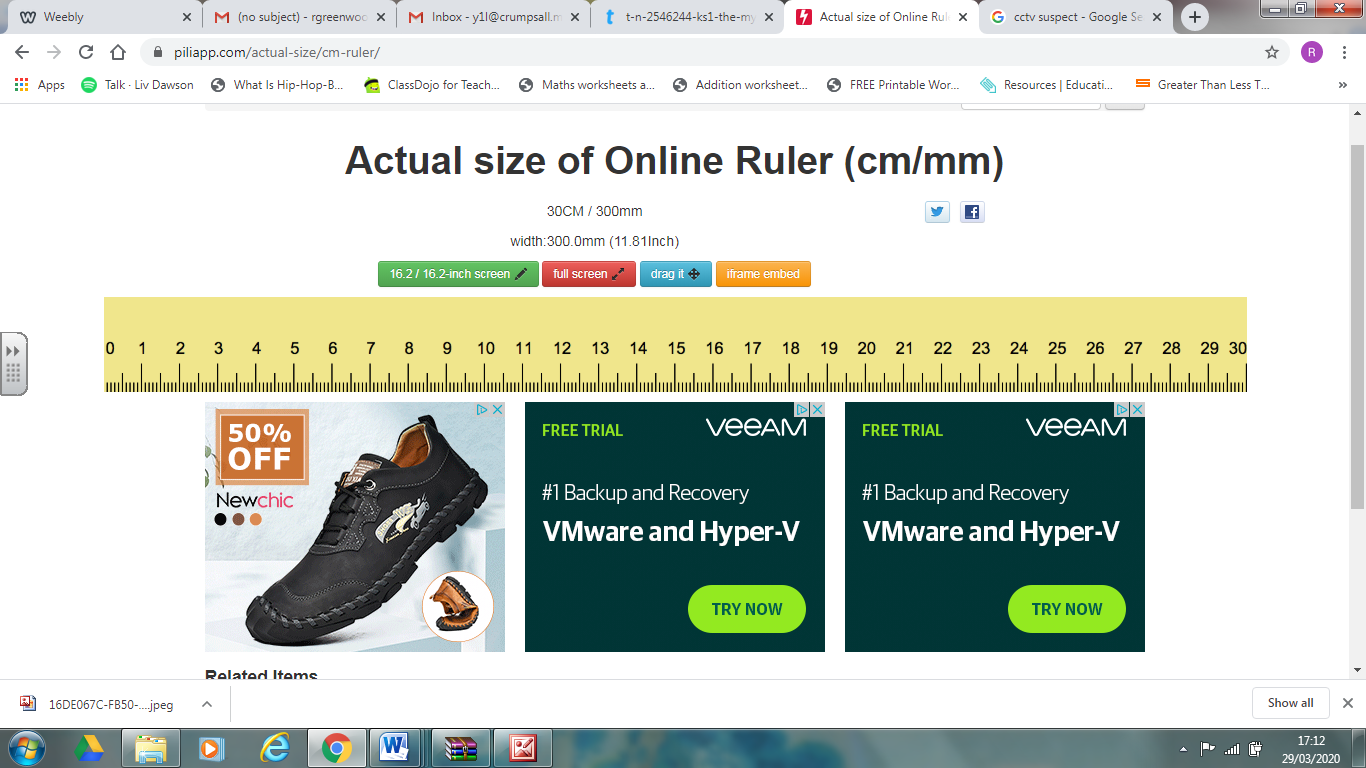 Weebly
(no subject) - rgreenwoo
Inbox - y1l@crumpsall.m
t-n-2546244-ks1-the-my
Actual size of Online Rul
cctv suspect - Google Se
piliapp.com/actual-size/cm-ruler/
R
Apps
Talk · Liv Dawson
What Is Hip-Hop-B...
ClassDojo for Teach...
Maths worksheets a...
Addition worksheet...
FREE Printable Wor...
Resources | Educati...
Greater Than Less T...
Actual size of Online Ruler (cm/mm)
30CM / 300mm
width:300.0mm (11.81Inch)
16.2 / 16.2-inch screen
full screen
drag it
iframe embed
0 1 2 3 4 5 6 7 8 9 10 11 12 13 14 15 16 17 18 19 20 21 22 23 24 25 26 27 28 29 30
50%
OFF
Newchic
FREE TRIAL
veeAM
#1 Backup and Recovery
VMware and Hyper-V
TRY NOW
FREE TRIAL
veeAM
#1 Backup and Recovery
VMware and Hyper-V
TRY NOW
Related Items
16DE067C-FB50-....jpeg
Show all
17:12
29/03/2020